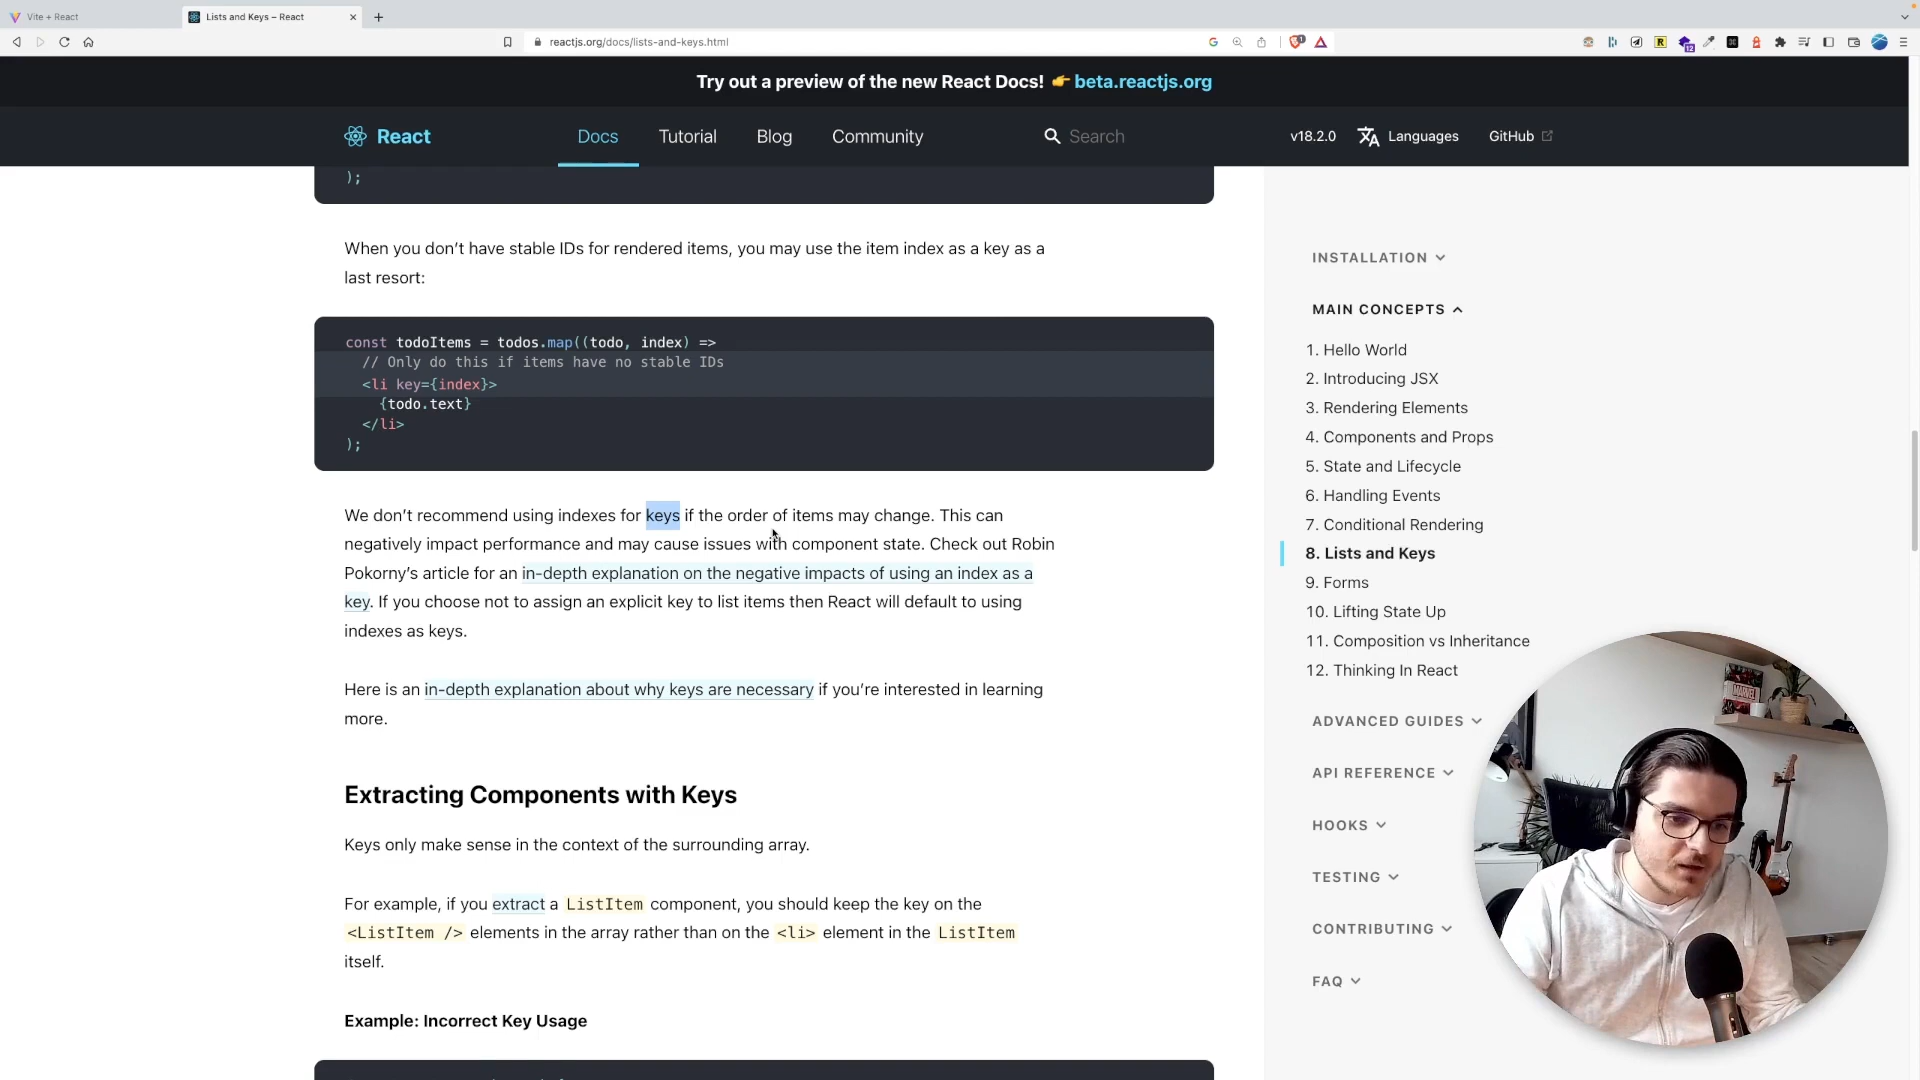 Vite + React
Lists and Keys – React
reactjs.org/docs/lists-and-keys.html
Try out a preview of the new React Docs! 👉 beta.reactjs.org
React
Docs
Tutorial
Blog
Community
Search
v18.2.0
Languages
GitHub
);
When you don’t have stable IDs for rendered items, you may use the item index as a key as a
last resort:
const todoItems = todos.map((todo, index) =>
// Only do this if items have no stable IDs
<li key={index}>
{todo.text}
</li>
);
We don’t recommend using indexes for keys if the order of items may change. This can
negatively impact performance and may cause issues with component state. Check out Robin
Pokorny’s article for an in-depth explanation on the negative impacts of using an index as a
key. If you choose not to assign an explicit key to list items then React will default to using
indexes as keys.
Here is an in-depth explanation about why keys are necessary if you’re interested in learning
more.
Extracting Components with Keys
Keys only make sense in the context of the surrounding array.
For example, if you extract a ListItem component, you should keep the key on the
<ListItem /> elements in the array rather than on the <li> element in the ListItem
itself.
Example: Incorrect Key Usage
INSTALLATION
MAIN CONCEPTS
1. Hello World
2. Introducing JSX
3. Rendering Elements
4. Components and Props
5. State and Lifecycle
6. Handling Events
7. Conditional Rendering
8. Lists and Keys
9. Forms
10. Lifting State Up
11. Composition vs Inheritance
12. Thinking In React
ADVANCED GUIDES
API REFERENCE
HOOKS
TESTING
CONTRIBUTING
FAQ
MARVEL